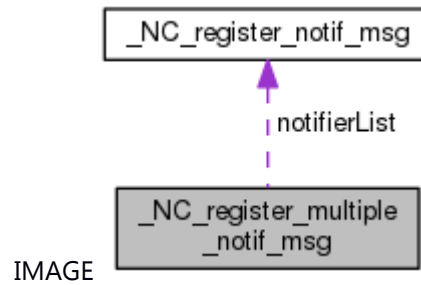 _NC_register_notif_msg
notifierList
_NC_register_multiple
_notif_msg
IMAGE